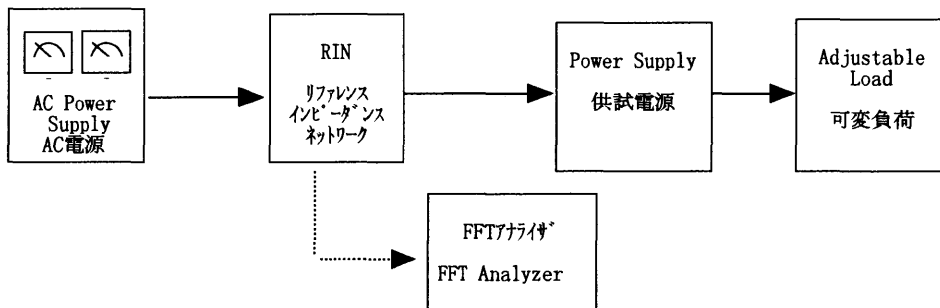 AC Power
Supply
AC電源
RIN
リファレンス
インピーダンス
ネットワーク
Power Supply
供試電源
Adjustable
Load
可変負荷
FFTアナライザ
FFT Analyzer